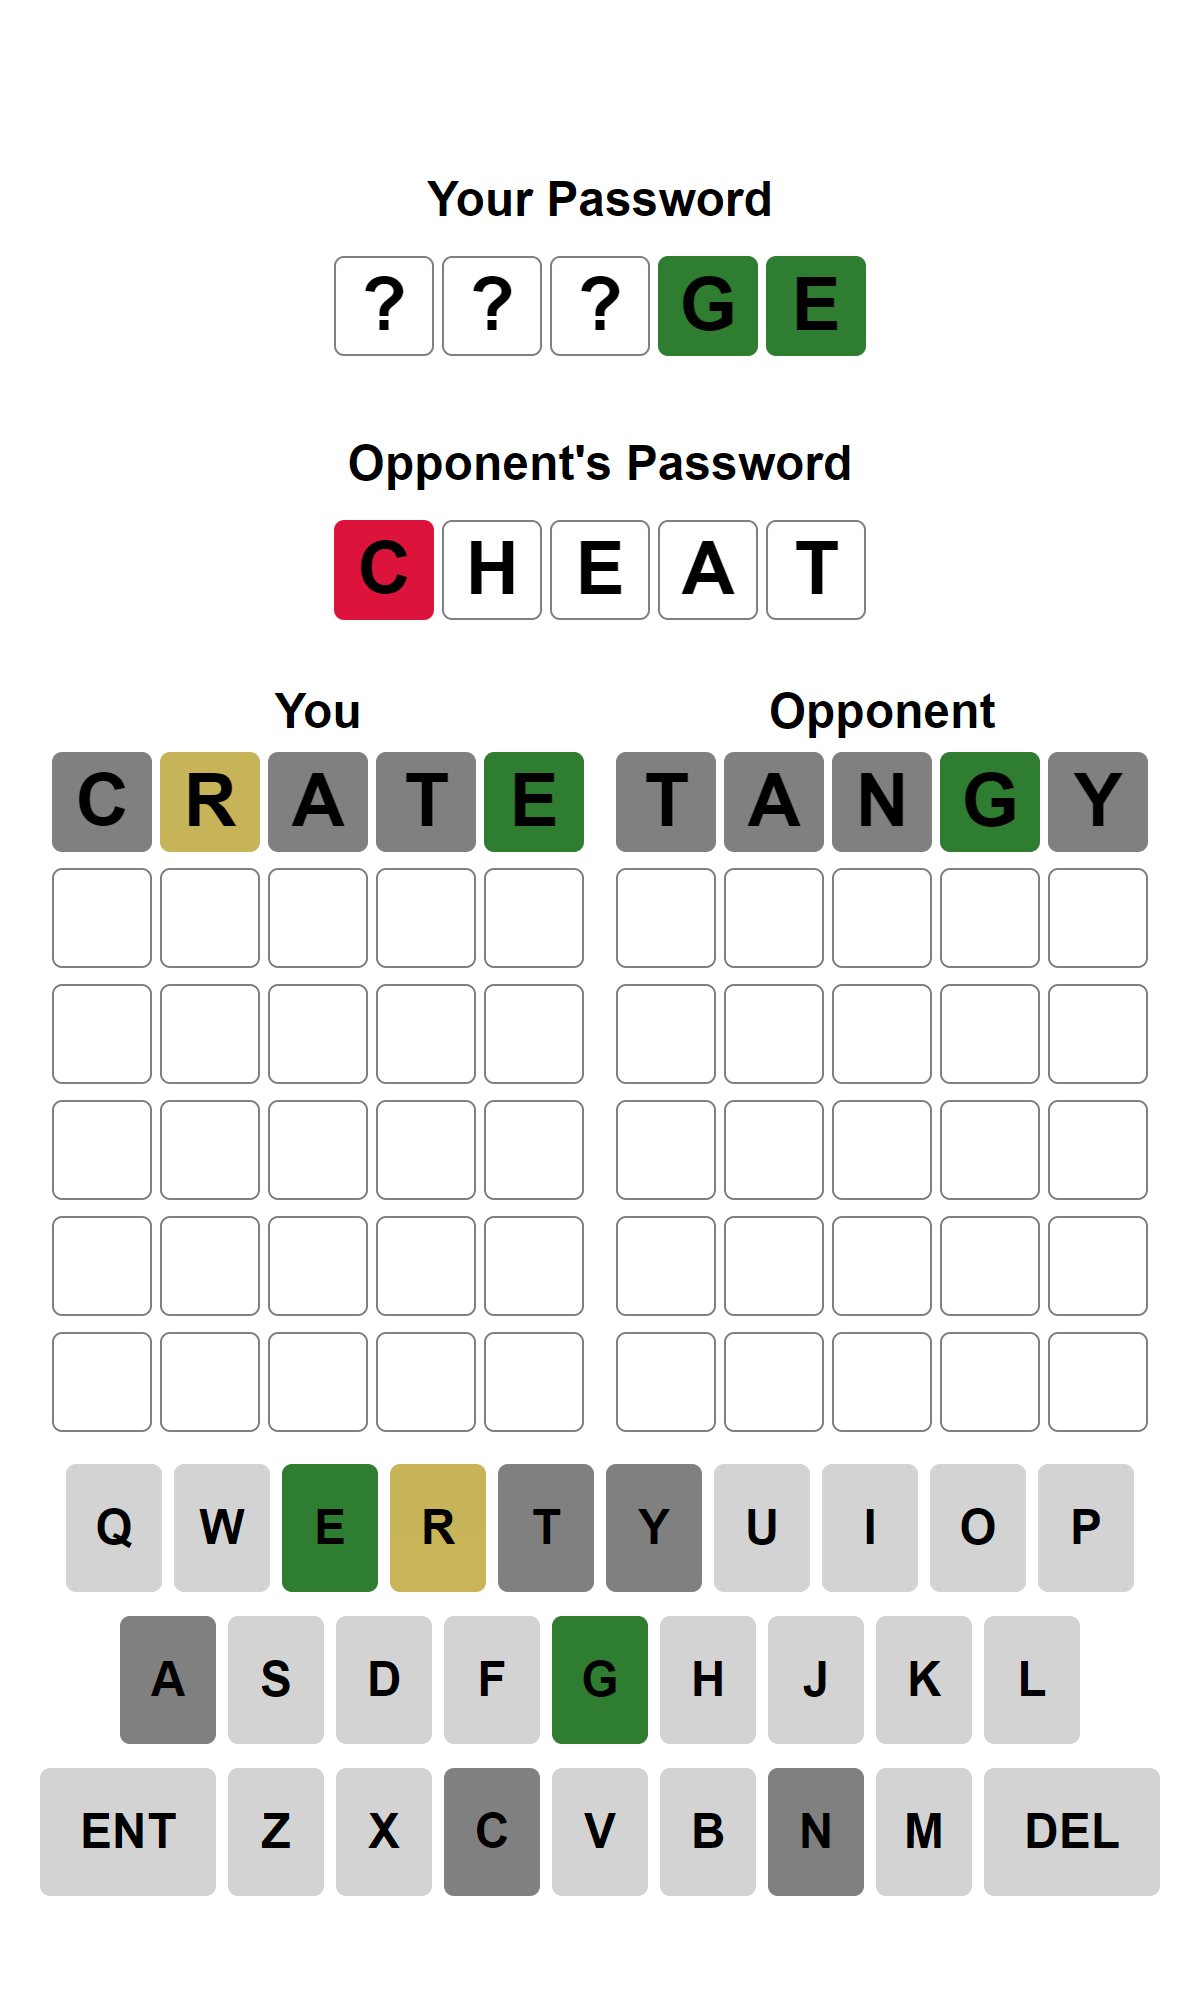 Your Password
? ? ? G E
Opponent's Password
C H E A T
You Opponent
C R A T E T A N G Y
Q W E R T Y U I O P
A S D F G H J K L
ENT Z X C V B N M DEL